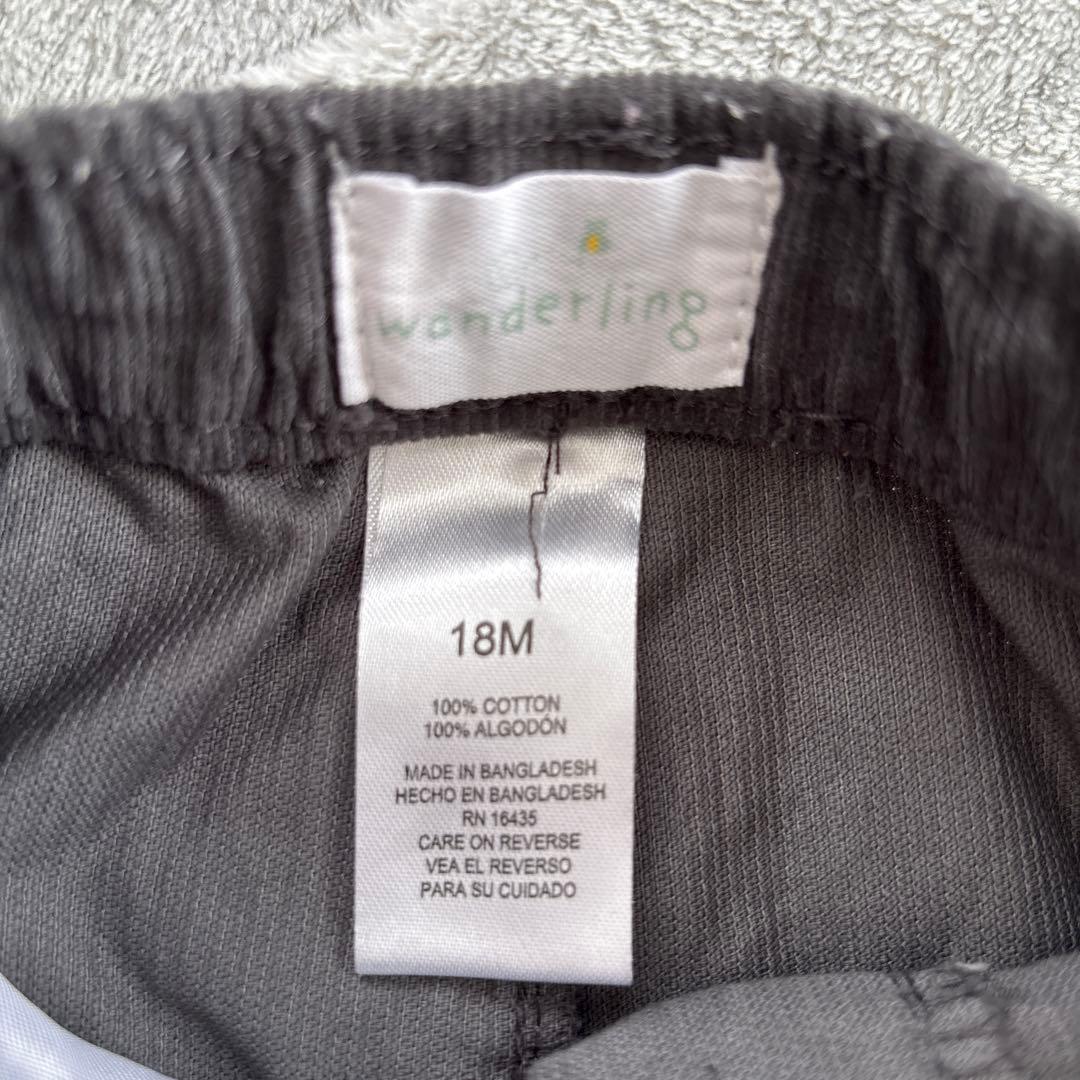 wonderling
18M
100% COTTON
100% ALGODÓN
MADE IN BANGLADESH
HECHO EN BANGLADESH
RN 16435
CARE ON REVERSE
VEA EL REVERSO
PARA SU CUIDADO